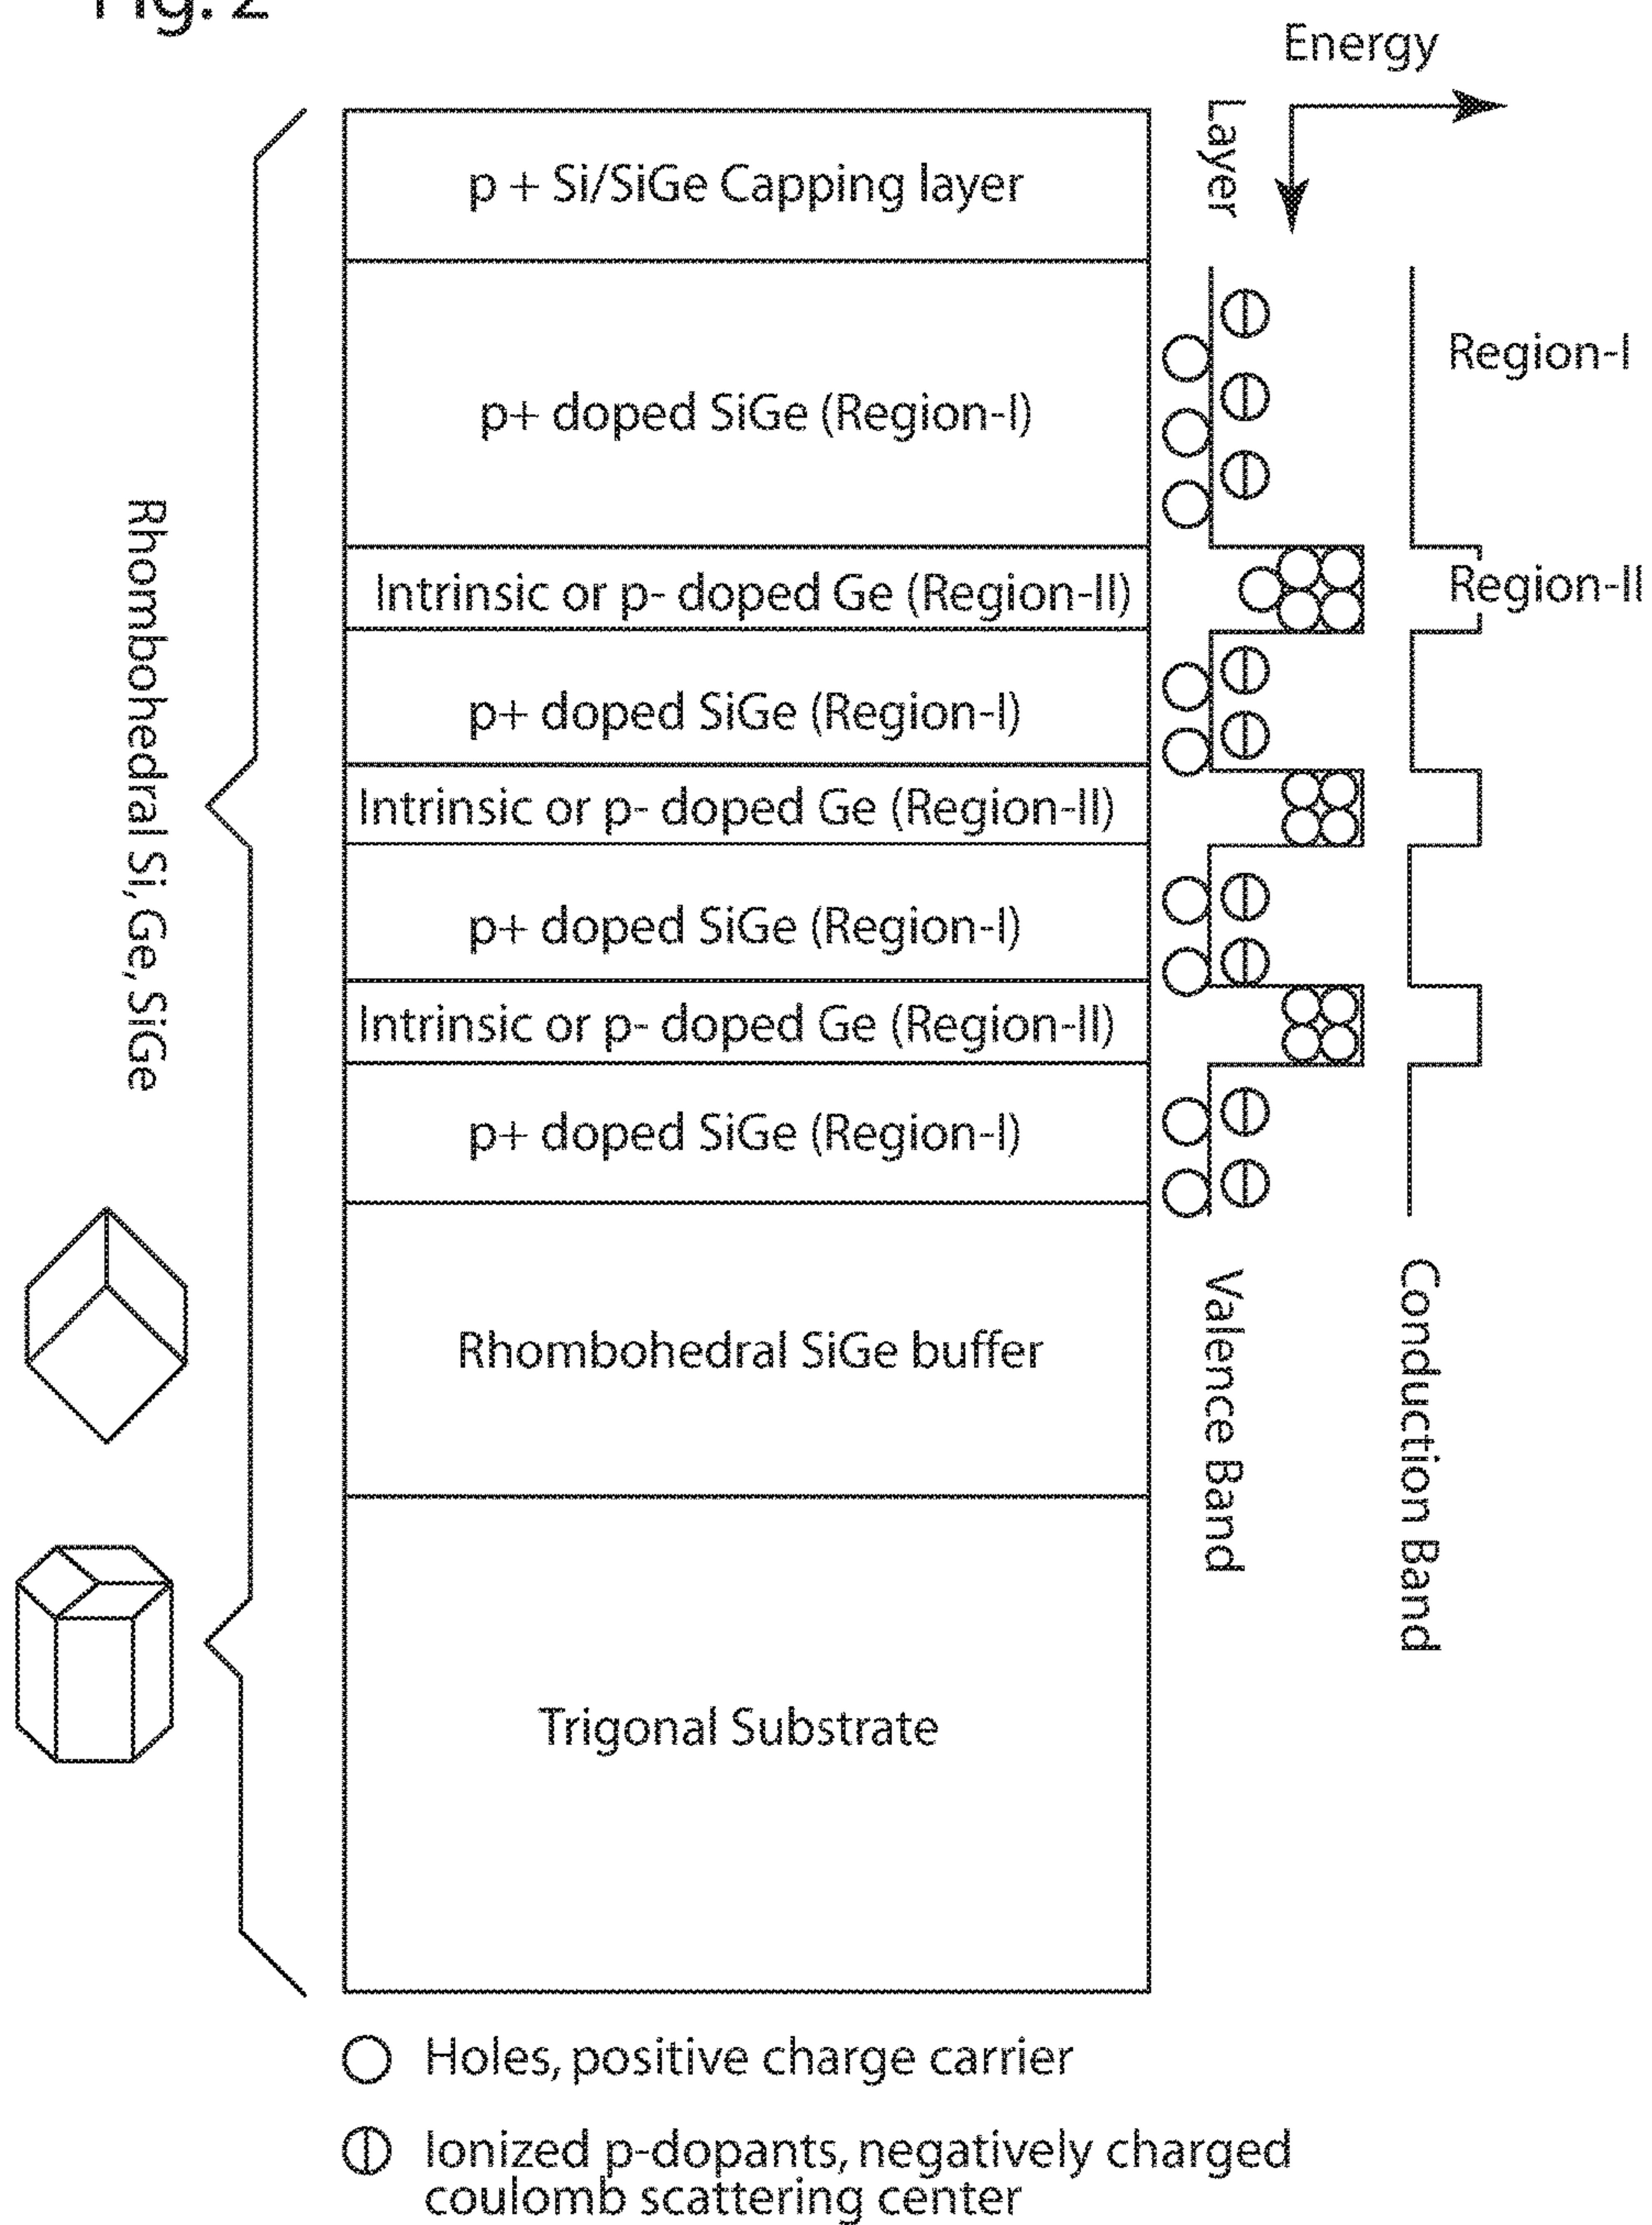 Fig. 2
Energy
Layer
p + Si/SiGe Capping layer
p+ doped SiGe (Region-I)
Region-I
Intrinsic or p- doped Ge (Region-II)
Region-II
p+ doped SiGe (Region-I)
Intrinsic or p- doped Ge (Region-II)
p+ doped SiGe (Region-I)
Intrinsic or p- doped Ge (Region-II)
p+ doped SiGe (Region-I)
Rhombohedral Si, Ge, SiGe
Rhombohedral SiGe buffer
Valence Band
Conduction Band
Trigonal Substrate
Holes, positive charge carrier
Ionized p-dopants, negatively charged
coulomb scattering center